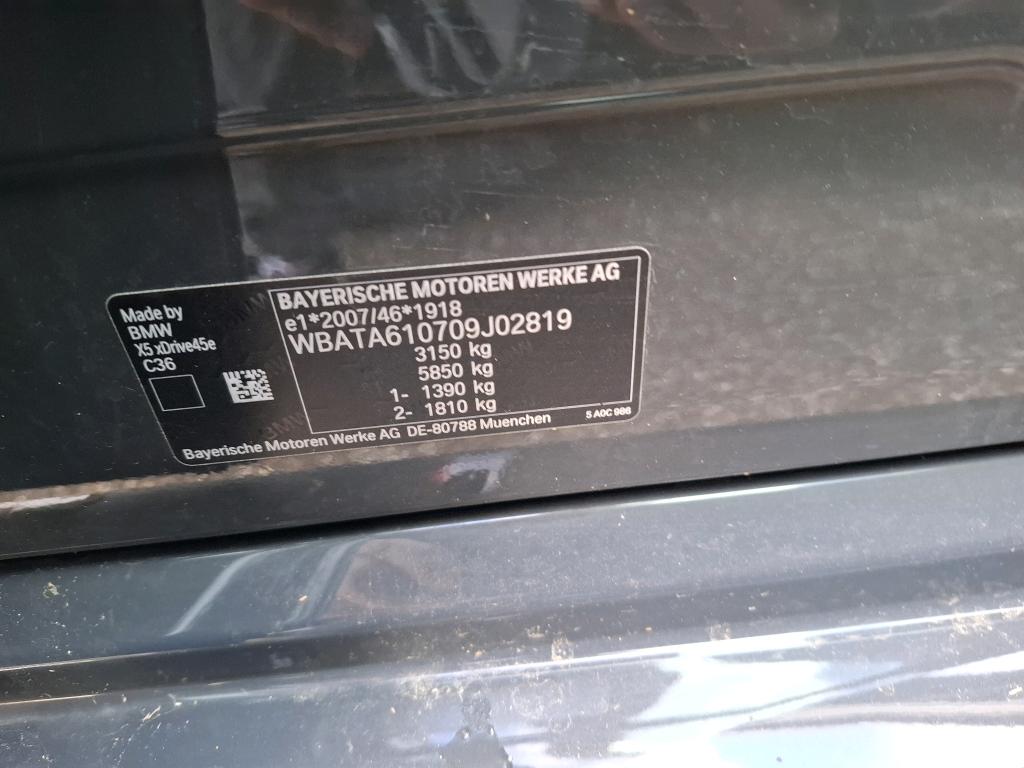 Made by
BMW
X5 xDrive45e
C36
BAYERISCHE MOTOREN WERKE AG
e1*2007/46*1918
WBATA610709J02819
3150 kg
5850 kg
1- 1390 kg
2- 1810 kg
5 A0C 986
Bayerische Motoren Werke AG DE-80788 Muenchen